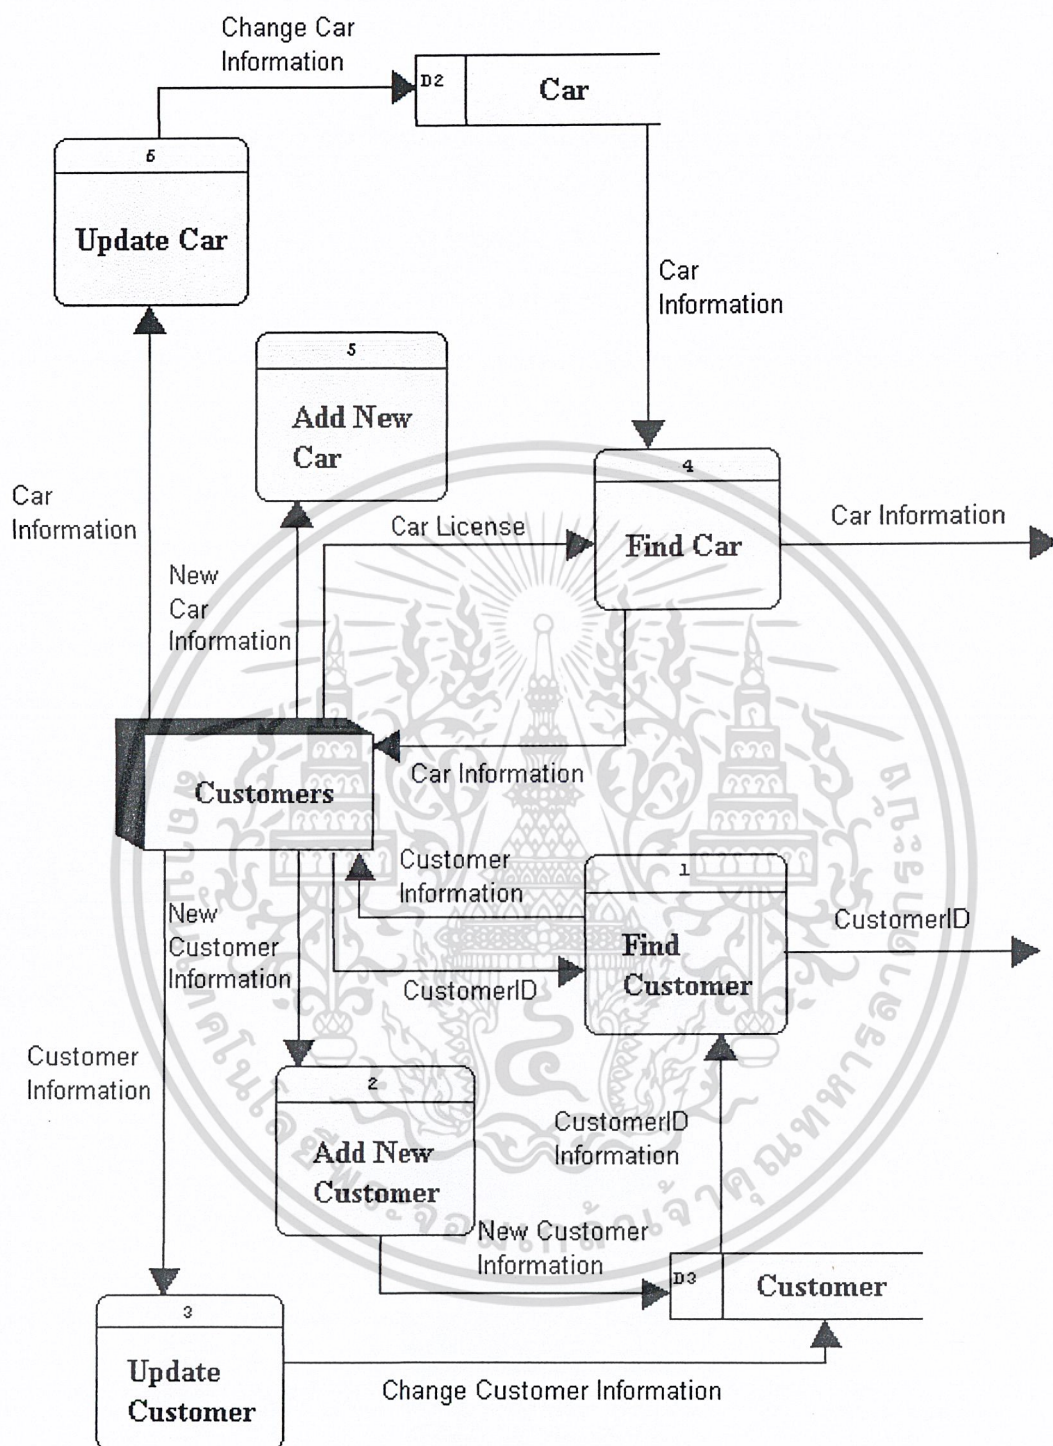 Change Car
Information
D2
Car
6
Update Car
Car
Information
5
Add New
Car
4
Find Car
Car
Information
Car License
Car Information
New
Car
Information
Customers
Car Information
Customer
Information
1
Find
Customer
CustomerID
CustomerID
New
Customer
Information
Customer
Information
2
Add New
Customer
CustomerID
Information
New Customer
Information
D3
Customer
3
Update
Customer
Change Customer Information